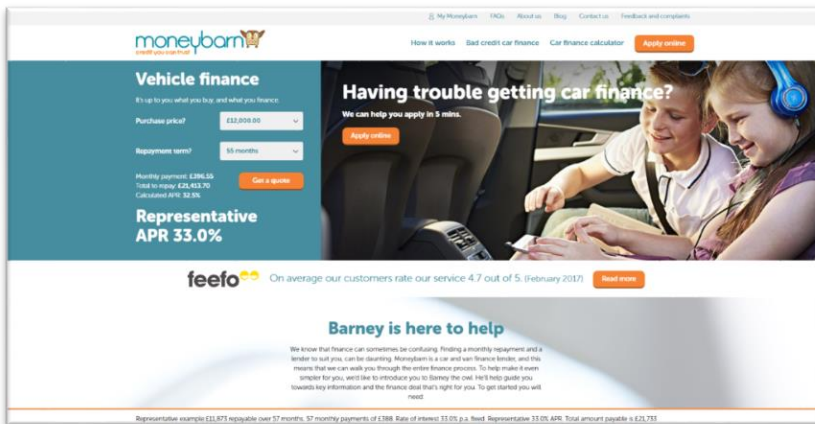 My Moneybarn FAQs About us Blog Contact us Feedback and complaints
moneybarn
credit you can trust
How it works Bad credit car finance Car finance calculator Apply online
Vehicle finance
It's up to you what you buy, and what you finance.
Purchase price? £12,000.00
Repayment term? 55 months
Monthly payment: £396.55
Total to repay: £21,413.70
Calculated APR: 32.5%
Get a quote
Representative
APR 33.0%
Having trouble getting car finance?
We can help you apply in 5 mins.
Apply online
feefo
On average our customers rate our service 4.7 out of 5. (February 2017) Read more
Barney is here to help
We know that finance can sometimes be confusing. Finding a monthly repayment and a
lender to suit you, can be daunting. Moneybarn is a car and van finance lender, and this
means that we can walk you through the entire finance process. To help make it even
simpler for you, we'd like to introduce you to Barney the owl. He'll help guide you
towards key information and the finance deal that's right for you. To get started you will
need:
Representative example £11,673 repayable over 57 months. 57 monthly payments of £388. Rate of interest 33.0% p.a. fixed. Representative 33.0% APR. Total amount payable is £21,733